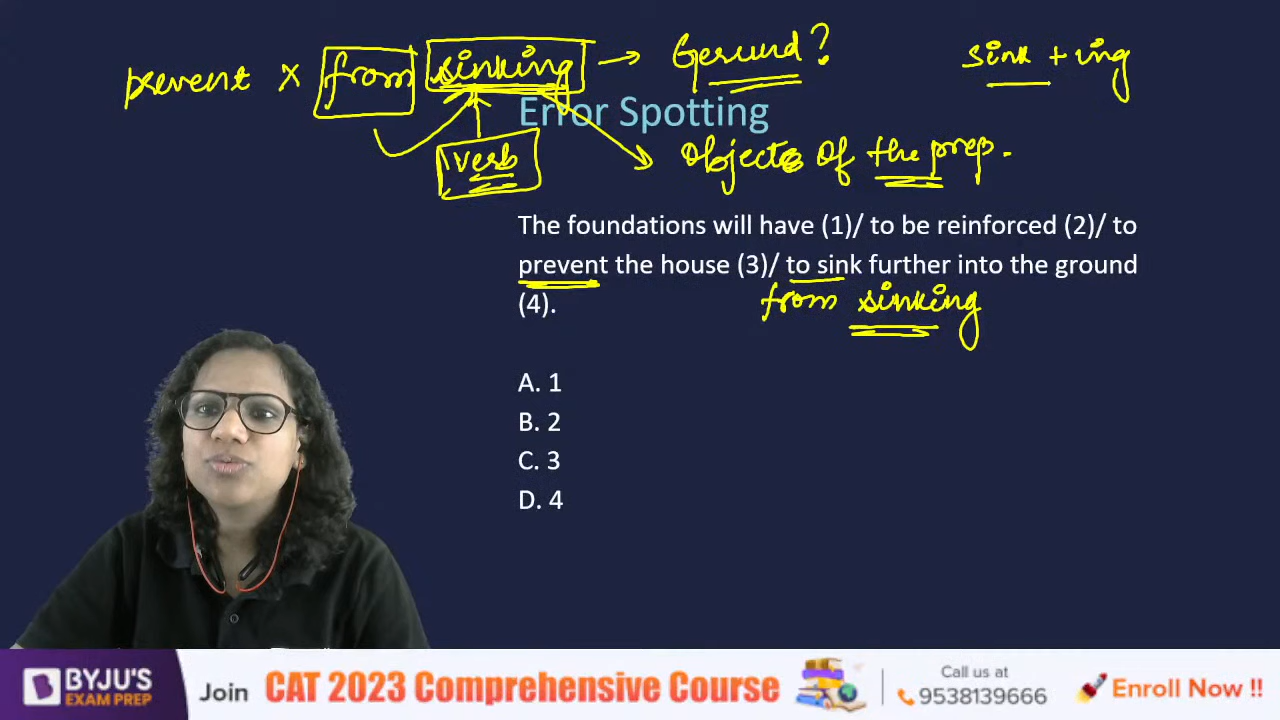 prevent x from sinking → Gerund? sink + ing
Error Spotting
verb
Objects of the prep.
The foundations will have (1)/ to be reinforced (2)/ to
prevent the house (3)/ to sink further into the ground
from sinking
(4).
A. 1
B. 2
C. 3
D. 4
BYJU'S
EXAM PREP
Join CAT 2023 Comprehensive Course
Call us at
9538139666
Enroll Now !!